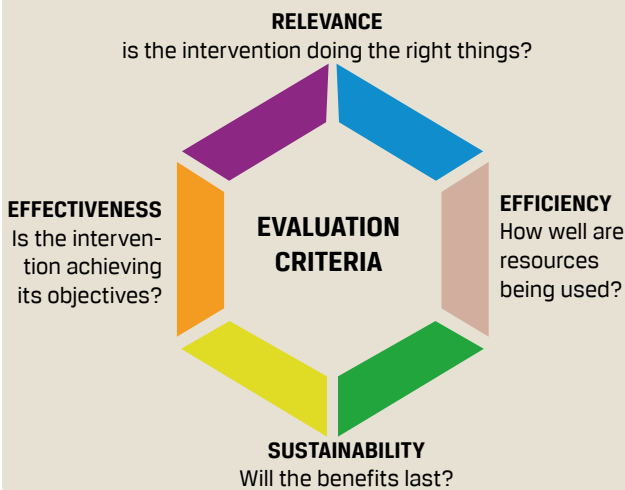 RELEVANCE
is the intervention doing the right things?
EFFECTIVENESS
Is the interven-
tion achieving
its objectives?
EVALUATION
CRITERIA
EFFICIENCY
How well are
resources
being used?
SUSTAINABILITY
Will the benefits last?